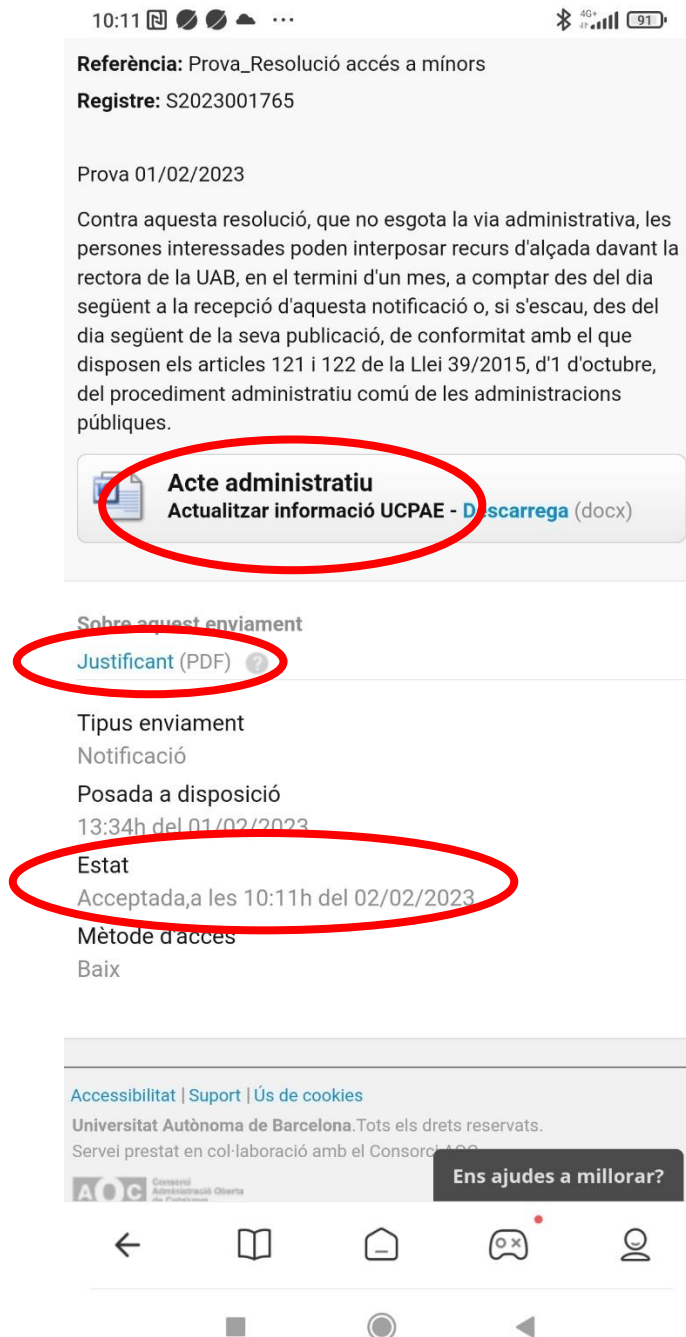 10:11
4G+
91
Referència: Prova_Resolució accés a mínors
Registre: S2023001765
Prova 01/02/2023
Contra aquesta resolució, que no esgota la via administrativa, les
persones interessades poden interposar recurs d'alçada davant la
rectora de la UAB, en el termini d'un mes, a comptar des del dia
següent a la recepció d'aquesta notificació o, si s'escau, des del
dia següent de la seva publicació, de conformitat amb el que
disposen els articles 121 i 122 de la Llei 39/2015, d'1 d'octubre,
del procediment administratiu comú de les administracions
públiques.
Acte administratiu
Actualitzar informació UCPAE - Descarrega (docx)
Sobre aquest enviament
Justificant (PDF) ?
Tipus enviament
Notificació
Posada a disposició
13:34h del 01/02/2023
Estat
Acceptada,a les 10:11h del 02/02/2023
Mètode d'accés
Baix
Accessibilitat | Suport | Ús de cookies
Universitat Autònoma de Barcelona.Tots els drets reservats.
Servei prestat en col·laboració amb el Consorci AOC
Ens ajudes a millorar?
AOC Consorci
Administració Oberta
de Catalunya